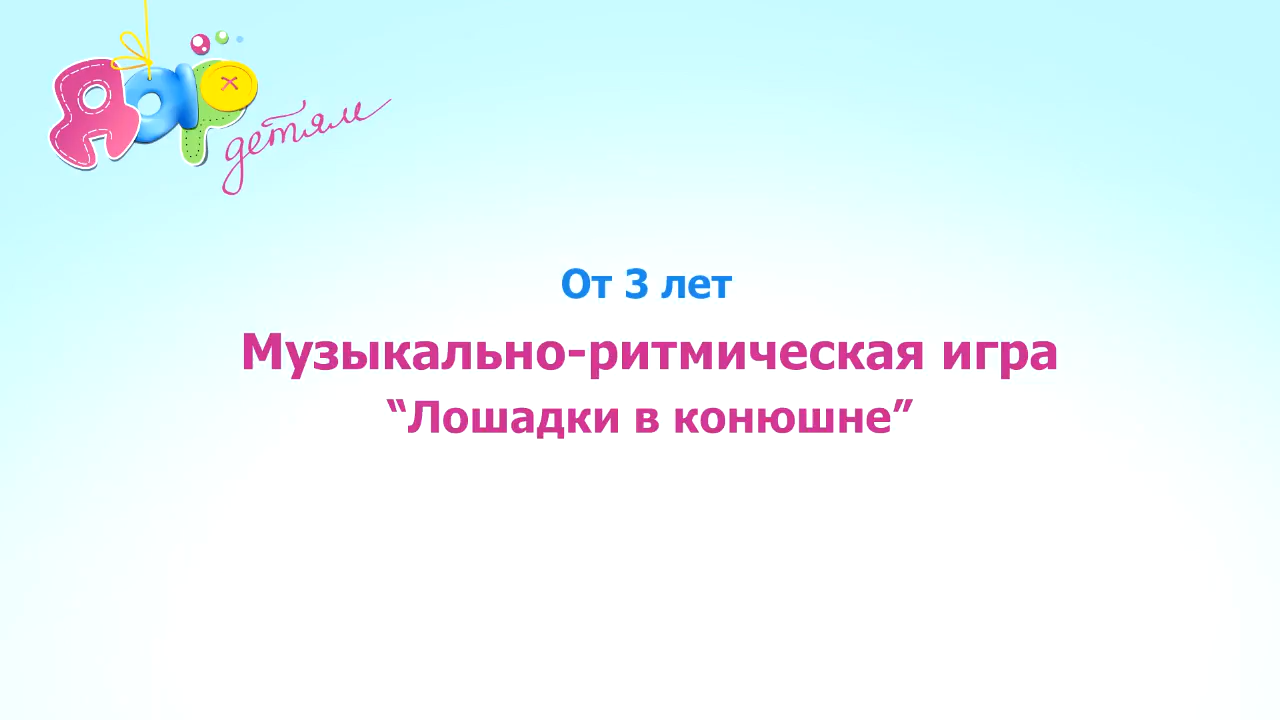 Дар
детям
От 3 лет
Музыкально-ритмическая игра
“Лошадки в конюшне”